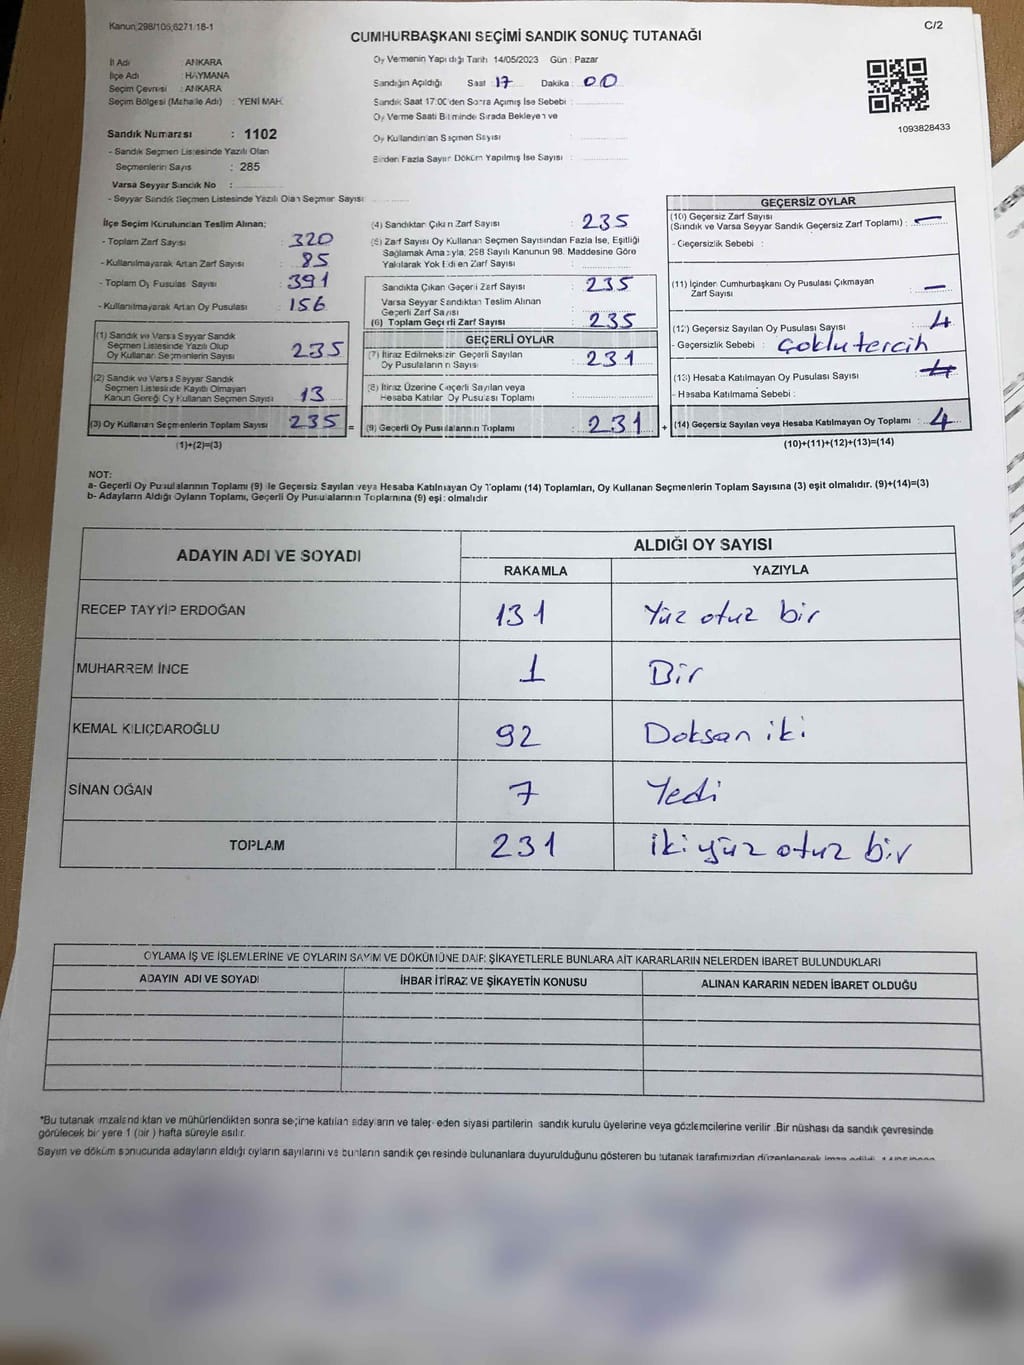 Kanun;298/106,6271/18-1
C/2
CUMHURBAŞKANI SEÇİMİ SANDIK SONUÇ TUTANAĞI
İl Adı ANKARA
İlçe Adı : HAYMANA
Seçim Çevresi : ANKARA
Seçim Bölgesi (Mahalle Adı) : YENİ MAH.
Sandık Numarası : 1102
- Sandık Seçmen Listesinde Yazılı Olan
Seçmenlerin Sayısı : 285
Varsa Seyyar Sandık No :
- Seyyar Sandık Seçmen Listesinde Yazılı Olan Seçmen Sayısı:
Oy Vermenin Yapıldığı Tarih 14/05/2023 Gün : Pazar
Sandığın Açıldığı Saat : 17 Dakika : 00
Sandık Saat 17:00'den Sonra Açımış İse Sebebi :
Oy Verme Saati Bitiminde Sırada Bekleyen ve
Oy Kullandırılan Seçmen Sayısı :
Birden Fazla Sayım Döküm Yapılmış İse Sayısı :
1093828433
İlçe Seçim Kurulundan Teslim Alınan;
- Toplam Zarf Sayısı : 320
- Kullanılmayarak Artan Zarf Sayısı : 85
- Toplam Oy Pusulası Sayısı : 391
- Kullanılmayarak Artan Oy Pusulası : 156
(1) Sandık ve Varsa Seyyar Sandık
Seçmen Listesinde Yazılı Olup
Oy Kullanan Seçmenlerin Sayısı : 235
(2) Sandık ve Varsa Seyyar Sandık
Seçmen Listesinde Kayıtlı Olmayan
Kanun Gereği Oy Kullanan Seçmen Sayısı : 13
(3) Oy Kullanan Seçmenlerin Toplam Sayısı : 235 =
(1)+(2)=(3)
(4) Sandıktan Çıkan Zarf Sayısı : 235
(5) Zarf Sayısı Oy Kullanan Seçmen Sayısından Fazla İse, Eşitliği
Sağlamak Amacıyla, 298 Sayılı Kanunun 98. Maddesine Göre
Yakılarak Yok Edilen Zarf Sayısı :
Sandıkta Çıkan Geçerli Zarf Sayısı : 235
Varsa Seyyar Sandıktan Teslim Alınan
Geçerli Zarf Sayısı :
(6) Toplam Geçerli Zarf Sayısı : 235
GEÇERLİ OYLAR
(7) İtiraz Edilmeksizin Geçerli Sayılan
Oy Pusulalarının Sayısı : 231
(8) İtiraz Üzerine Geçerli Sayılan veya
Hesaba Katılan Oy Pusulası Toplamı :
(9) Geçerli Oy Pusulalarının Toplamı : 231 +
GEÇERSİZ OYLAR
(10) Geçersiz Zarf Sayısı
(Sandık ve Varsa Seyyar Sandık Geçersiz Zarf Toplamı) : —
- Geçersizlik Sebebi :
(11) İçinden Cumhurbaşkanı Oy Pusulası Çıkmayan
Zarf Sayısı : —
(12) Geçersiz Sayılan Oy Pusulası Sayısı : 4
- Geçersizlik Sebebi : Çoklu tercih
(13) Hesaba Katılmayan Oy Pusulası Sayısı : 4
- Hesaba Katılmama Sebebi :
(14) Geçersiz Sayılan veya Hesaba Katılmayan Oy Toplamı : 4
(10)+(11)+(12)+(13)=(14)
NOT:
a- Geçerli Oy Pusulalarının Toplamı (9) ile Geçersiz Sayılan veya Hesaba Katılmayan Oy Toplamı (14) Toplamları, Oy Kullanan Seçmenlerin Toplam Sayısına (3) eşit olmalıdır. (9)+(14)=(3)
b- Adayların Aldığı Oyların Toplamı, Geçerli Oy Pusulalarının Toplamına (9) eşit olmalıdır
ADAYIN ADI VE SOYADI
ALDIĞI OY SAYISI
RAKAMLA YAZIYLA
RECEP TAYYİP ERDOĞAN 131 Yüz otuz bir
MUHARREM İNCE 1 Bir
KEMAL KILIÇDAROĞLU 92 Doksan iki
SİNAN OĞAN 7 Yedi
TOPLAM 231 iki yüz otuz bir
OYLAMA İŞ VE İŞLEMLERİNE VE OYLARIN SAYIM VE DÖKÜMÜNE DAİR ŞİKAYETLERLE BUNLARA AİT KARARLARIN NELERDEN İBARET BULUNDUKLARI
ADAYIN ADI VE SOYADI İHBAR İTİRAZ VE ŞİKAYETİN KONUSU ALINAN KARARIN NEDEN İBARET OLDUĞU
*Bu tutanak imzalandıktan ve mühürlendikten sonra seçime katılan adayların ve talep eden siyasi partilerin sandık kurulu üyelerine veya gözlemcilerine verilir. Bir nüshası da sandık çevresinde
görülecek bir yere 1 (bir) hafta süreyle asılır.
Sayım ve döküm sonucunda adayların aldığı oyların sayılarını ve bunların sandık çevresinde bulunanlara duyurulduğunu gösteren bu tutanak tarafımızdan düzenlenerek imza edildi.